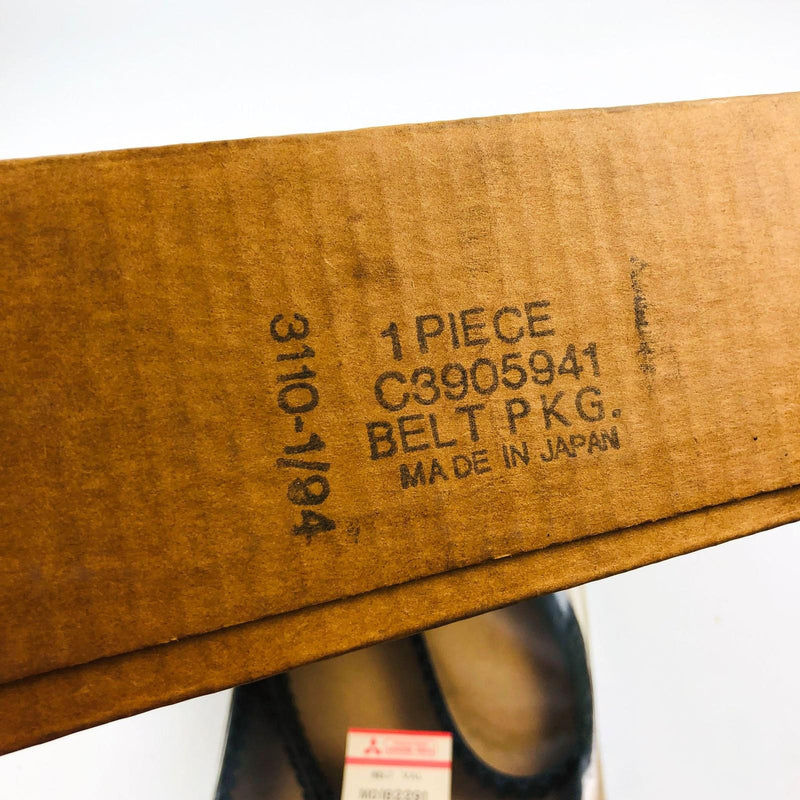 1 PIECE
C3905941
BELT PKG.
MADE IN JAPAN
3110-1/94